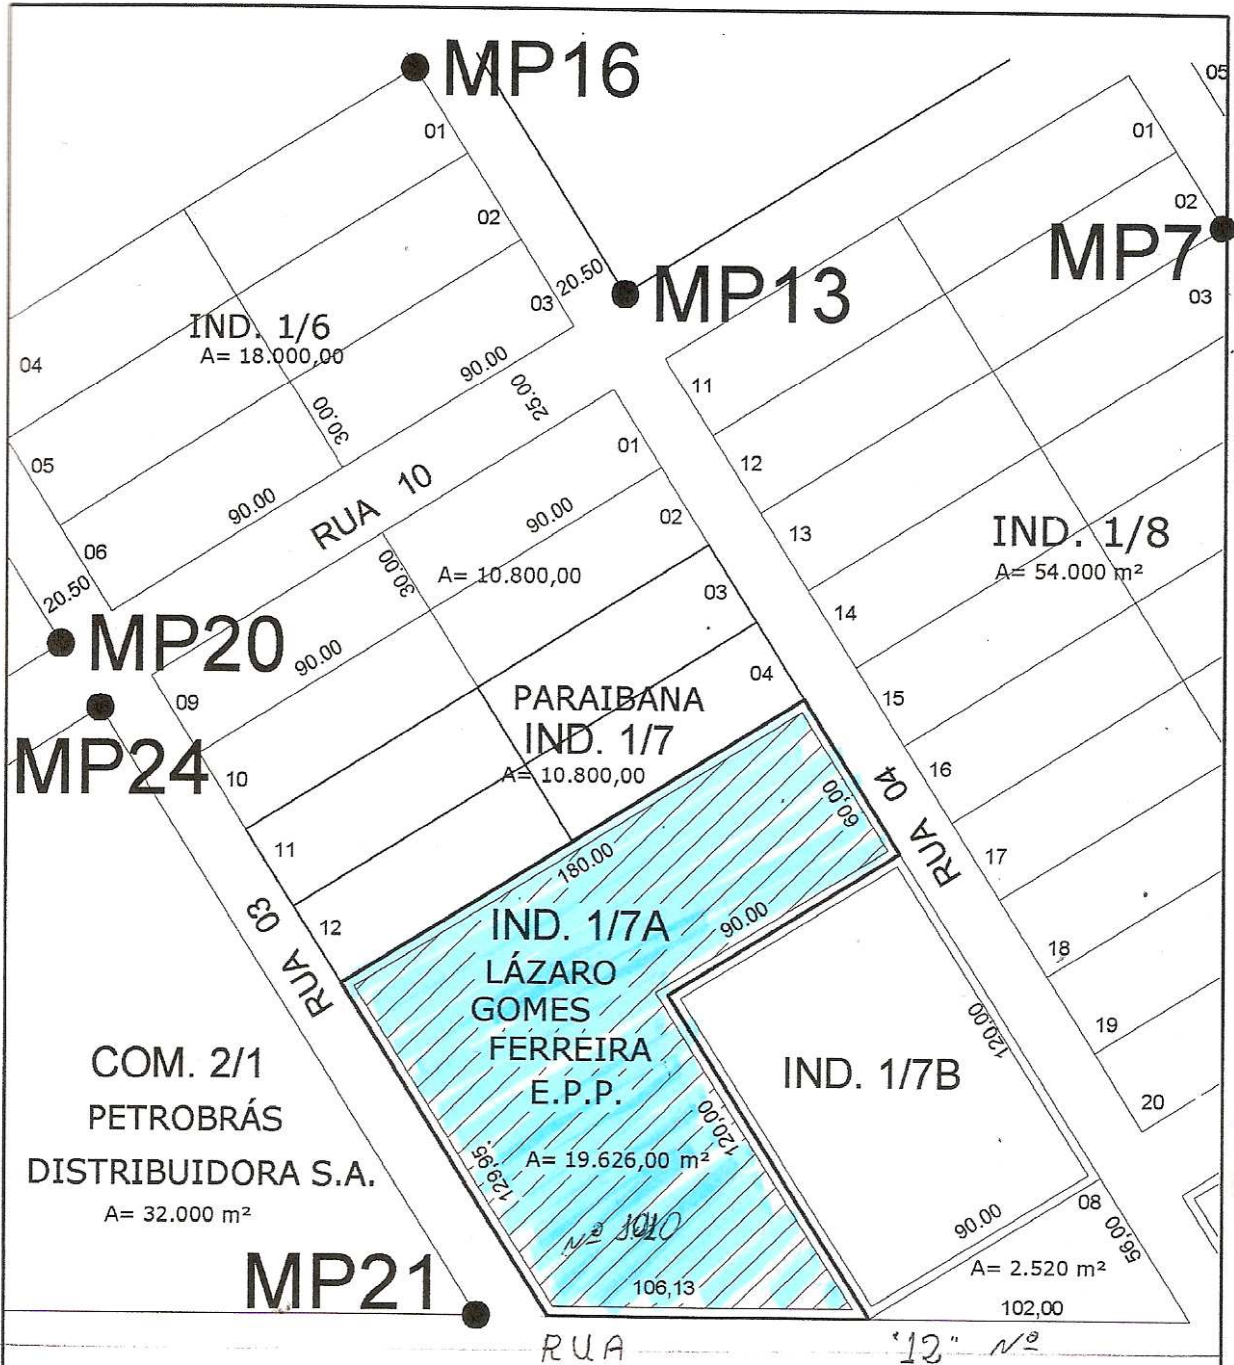 MP16
05
01
01
02
02
MP7
20.50
03
MP13
03
IND. 1/6
A= 18.000,00
04
90.00
11
30.00
25.00
01
05
RUA 10
12
90.00
90.00
02
13
IND. 1/8
A= 54.000 m²
06
30.00
A= 10.800,00
20.50
03
14
MP20
90.00
04
09
PARAIBANA
15
MP24
IND. 1/7
A= 10.800,00
10
16
60,00
RUA 04
11
180.00
17
RUA 03
12
IND. 1/7A
90.00
LÁZARO
GOMES
FERREIRA
E.P.P.
18
120.00
19
COM. 2/1
PETROBRÁS
DISTRIBUIDORA S.A.
A= 32.000 m²
IND. 1/7B
20
120,00
129,95.
A= 19.626,00 m²
08
90.00
56,00
Nº
MP21
106,13
A= 2.520 m²
102,00
RUA "12" Nº